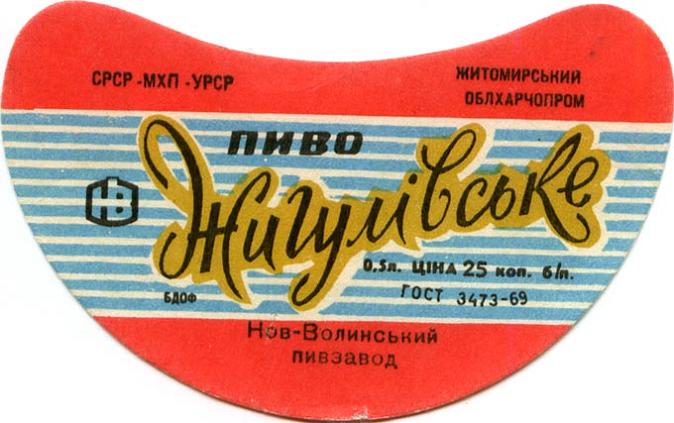 СРСР -МХП -УРСР
ЖИТОМИРСЬКИЙ
ОБЛХАРЧОПРОМ
ПИВО
НВ
Жигулівське
0,5л. ЦІНА 25 коп. б/п.
БДОФ
ГОСТ 3473-69
Нов-Волинський
пивзавод